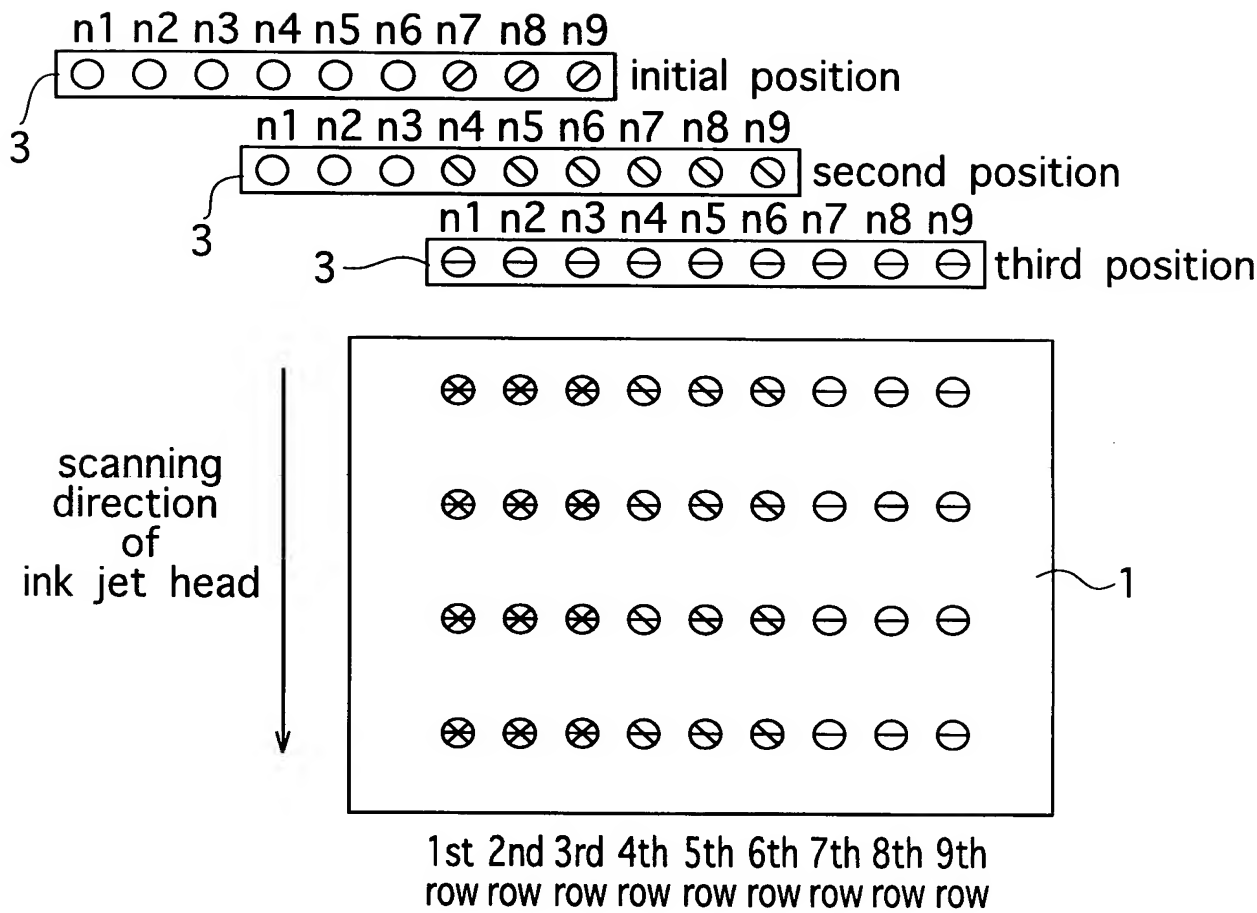 n1 n2 n3 n4 n5 n6 n7 n8 n9
initial position
3
n1 n2 n3 n4 n5 n6 n7 n8 n9
second position
3
n1 n2 n3 n4 n5 n6 n7 n8 n9
3
third position
scanning
direction
of
ink jet head
1
1st 2nd 3rd 4th 5th 6th 7th 8th 9th
row row row row row row row row row